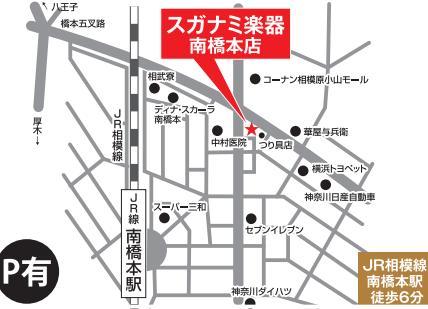 八王子
橋本五叉路
スガナミ楽器
南橋本店
相武寮
コーナン相模原小山モール
ディナ・スカーラ
南橋本
JR相模線
厚木→
中村医院
つり具店
華屋与兵衛
横浜トヨペット
神奈川日産自動車
JR線
南橋本駅
スーパー三和
セブンイレブン
P有
JR相模線
南橋本駅
徒歩6分
神奈川ダイハツ